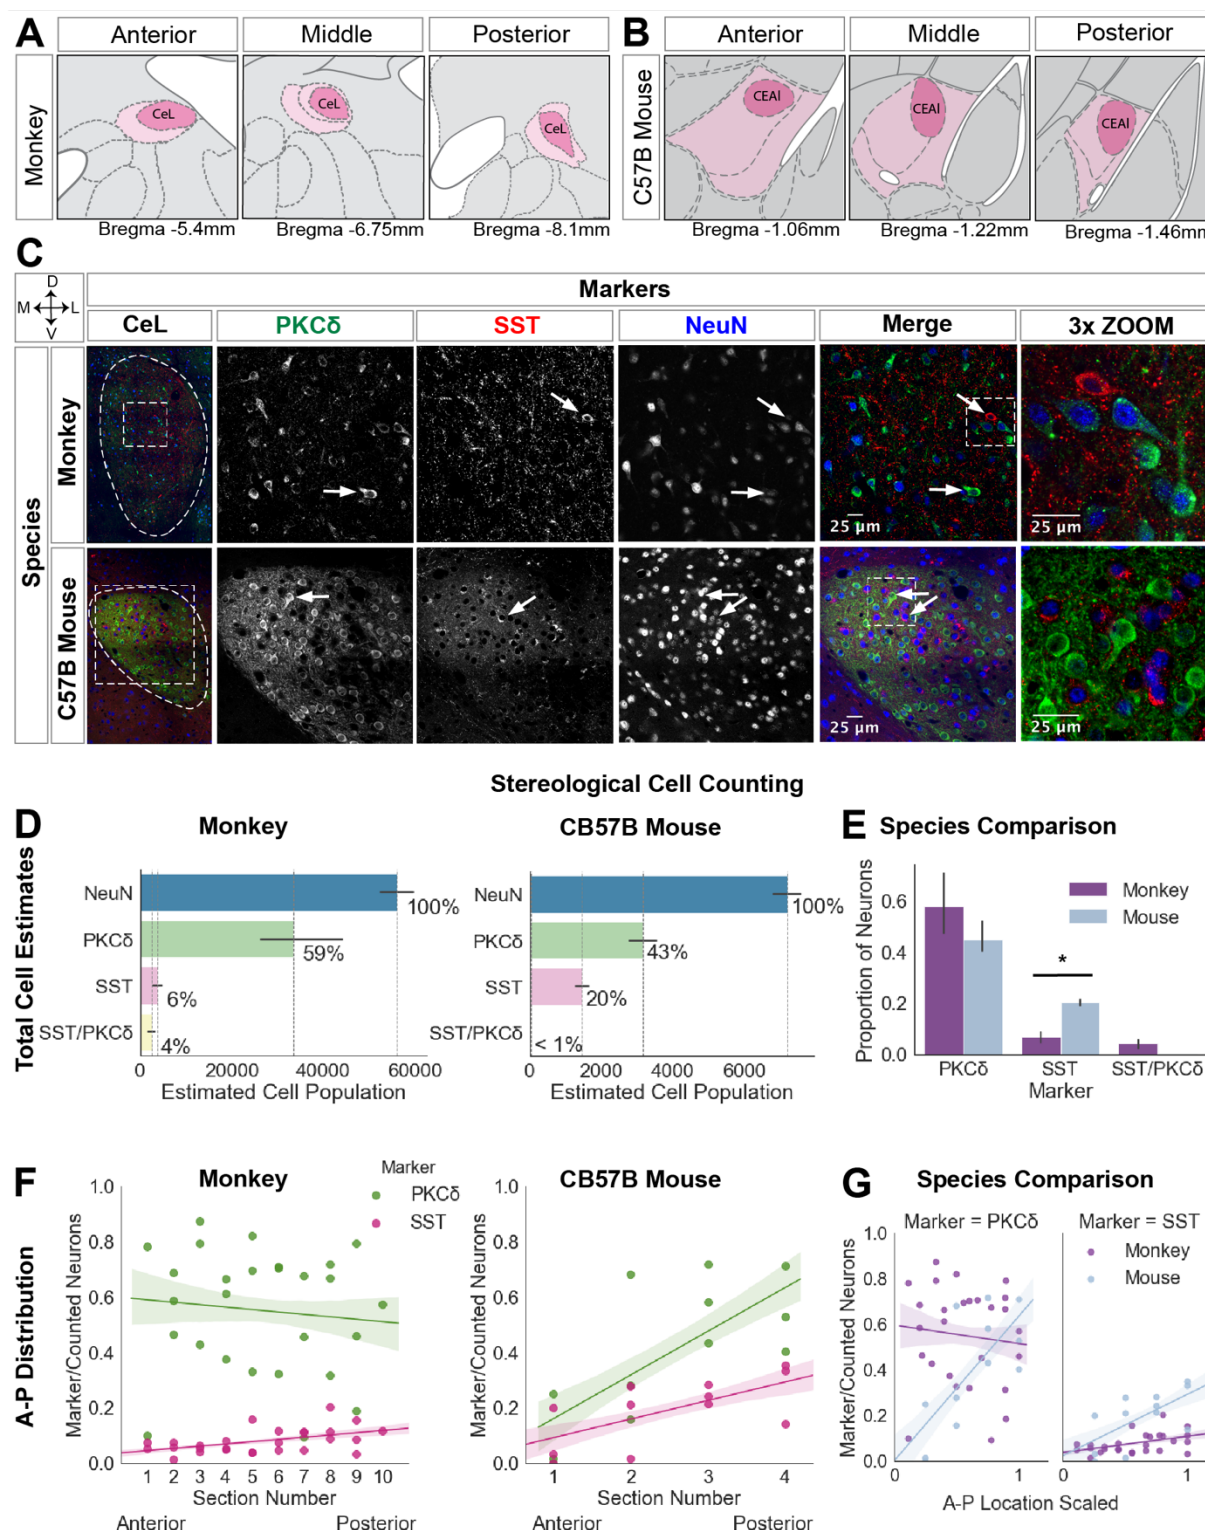 A
Anterior
Middle
Posterior
B
Anterior
Middle
Posterior
Monkey
CeL
CeL
CeL
C57B Mouse
CEAl
CEAl
CEAl
Bregma -5.4mm
Bregma -6.75mm
Bregma -8.1mm
Bregma -1.06mm
Bregma -1.22mm
Bregma -1.46mm
C
D
M
L
V
Markers
CeL
PKCδ
SST
NeuN
Merge
3x ZOOM
Species
Monkey
25 µm
25 µm
C57B Mouse
25 µm
25 µm
Stereological Cell Counting
D
Monkey
CB57B Mouse
E
Species Comparison
Total Cell Estimates
NeuN
100%
PKCδ
59%
SST
6%
SST/PKCδ
4%
0 20000 40000 60000
Estimated Cell Population
NeuN
100%
PKCδ
43%
SST
20%
SST/PKCδ
< 1%
0 2000 4000 6000
Estimated Cell Population
Proportion of Neurons
0.6
0.4
0.2
0.0
Monkey
Mouse
*
PKCδ SST SST/PKCδ
Marker
F
Monkey
Marker
PKCδ
SST
CB57B Mouse
G
Species Comparison
A-P Distribution
Marker/Counted Neurons
1.0
0.8
0.6
0.4
0.2
0.0
1 2 3 4 5 6 7 8 9 10
Section Number
Anterior
Posterior
Marker/Counted Neurons
1.0
0.8
0.6
0.4
0.2
0.0
1 2 3 4
Section Number
Anterior
Posterior
Marker = PKCδ
Marker = SST
Monkey
Mouse
Marker/Counted Neurons
1.0
0.8
0.6
0.4
0.2
0.0
0 1
0 1
A-P Location Scaled